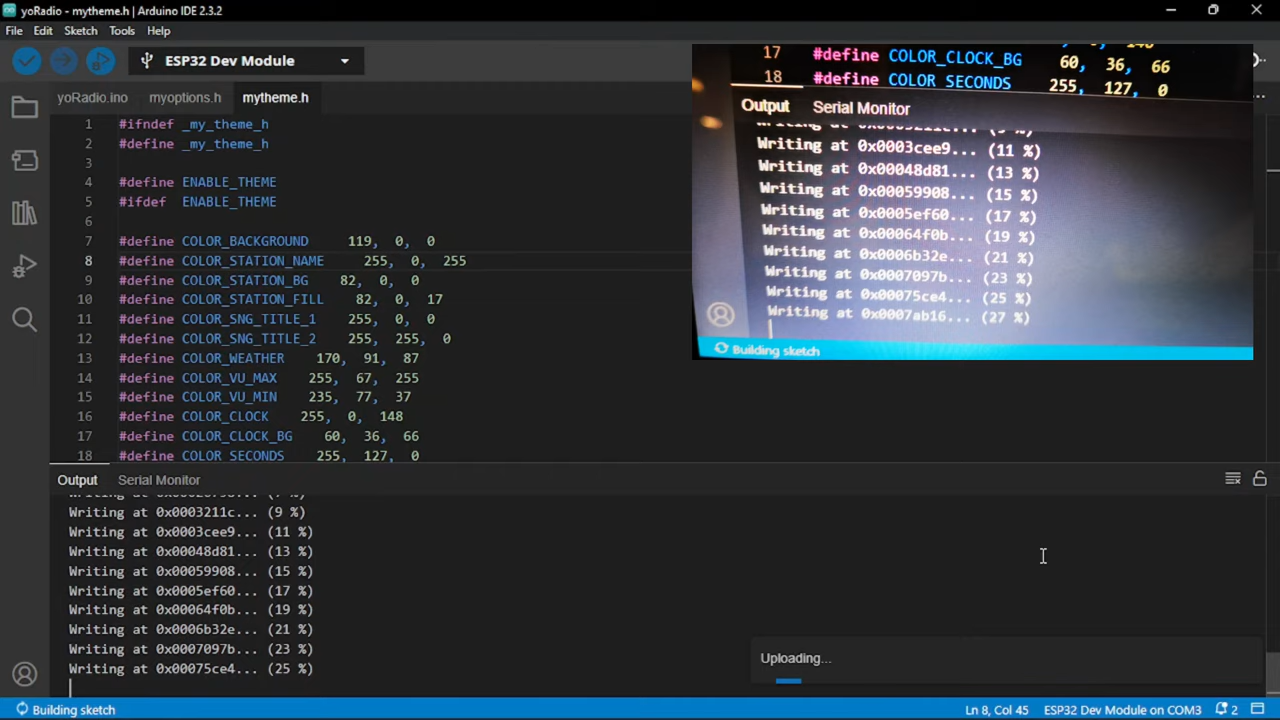 yoRadio - mytheme.h | Arduino IDE 2.3.2
File Edit Sketch Tools Help
ESP32 Dev Module
yoRadio.ino myoptions.h mytheme.h
1 #ifndef _my_theme_h
2 #define _my_theme_h
3
4 #define ENABLE_THEME
5 #ifdef ENABLE_THEME
6
7 #define COLOR_BACKGROUND 119, 0, 0
8 #define COLOR_STATION_NAME 255, 0, 255
9 #define COLOR_STATION_BG 82, 0, 0
10 #define COLOR_STATION_FILL 82, 0, 17
11 #define COLOR_SNG_TITLE_1 255, 0, 0
12 #define COLOR_SNG_TITLE_2 255, 255, 0
13 #define COLOR_WEATHER 170, 91, 87
14 #define COLOR_VU_MAX 255, 67, 255
15 #define COLOR_VU_MIN 235, 77, 37
16 #define COLOR_CLOCK 255, 0, 148
17 #define COLOR_CLOCK_BG 60, 36, 66
18 #define COLOR_SECONDS 255, 127, 0
17 #define COLOR_CLOCK_BG 60, 36, 66
18 #define COLOR SECONDS 255, 127, 0
Output Serial Monitor
Writing at 0x0003cee9... (11 %)
Writing at 0x00048d81... (13 %)
Writing at 0x00059908... (15 %)
Writing at 0x0005ef60... (17 %)
Writing at 0x00064f0b... (19 %)
Writing at 0x0006b32e... (21 %)
Writing at 0x0007097b... (23 %)
Writing at 0x00075ce4... (25 %)
Writing at 0x0007ab16... (27 %)
Building sketch
Output Serial Monitor
Writing at 0x0003211c... (9 %)
Writing at 0x0003cee9... (11 %)
Writing at 0x00048d81... (13 %)
Writing at 0x00059908... (15 %)
Writing at 0x0005ef60... (17 %)
Writing at 0x00064f0b... (19 %)
Writing at 0x0006b32e... (21 %)
Writing at 0x0007097b... (23 %)
Writing at 0x00075ce4... (25 %)
Uploading...
Building sketch
Ln 8, Col 45 ESP32 Dev Module on COM3 2